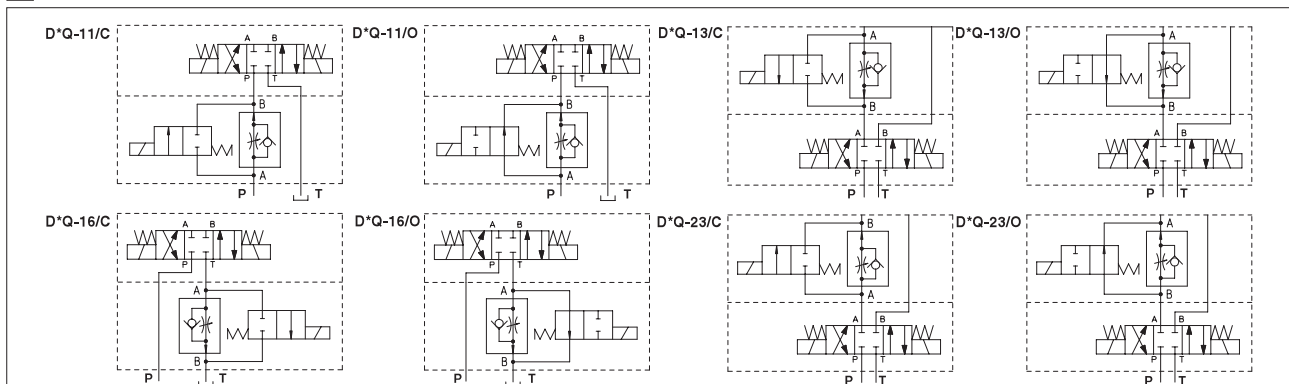 D*Q-11/C
A B
P T
B
A
P T
D*Q-11/O
A B
P T
B
A
P T
D*Q-13/C
A
B
A B
P T
P T
D*Q-13/O
A
B
A B
P T
P T
D*Q-16/C
A B
P T
A
B
P T
D*Q-16/O
A B
P T
A
B
P T
D*Q-23/C
B
A
A B
P T
P T
D*Q-23/O
A
B
A B
P T
P T